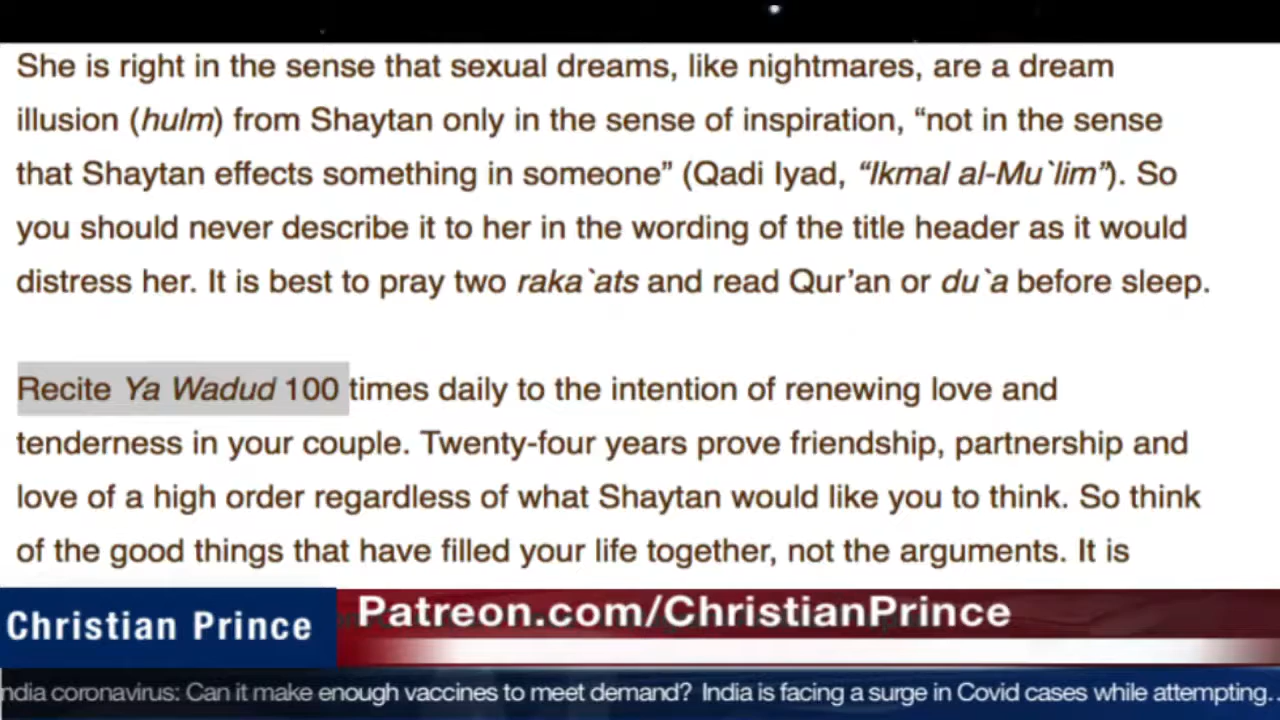 She is right in the sense that sexual dreams, like nightmares, are a dream
illusion (hulm) from Shaytan only in the sense of inspiration, “not in the sense
that Shaytan effects something in someone” (Qadi Iyad, “Ikmal al-Mu`lim”). So
you should never describe it to her in the wording of the title header as it would
distress her. It is best to pray two raka`ats and read Qur’an or du`a before sleep.
Recite Ya Wadud 100 times daily to the intention of renewing love and
tenderness in your couple. Twenty-four years prove friendship, partnership and
love of a high order regardless of what Shaytan would like you to think. So think
of the good things that have filled your life together, not the arguments. It is
Christian Prince
Patreon.com/ChristianPrince
ndia coronavirus: Can it make enough vaccines to meet demand? India is facing a surge in Covid cases while attempting..